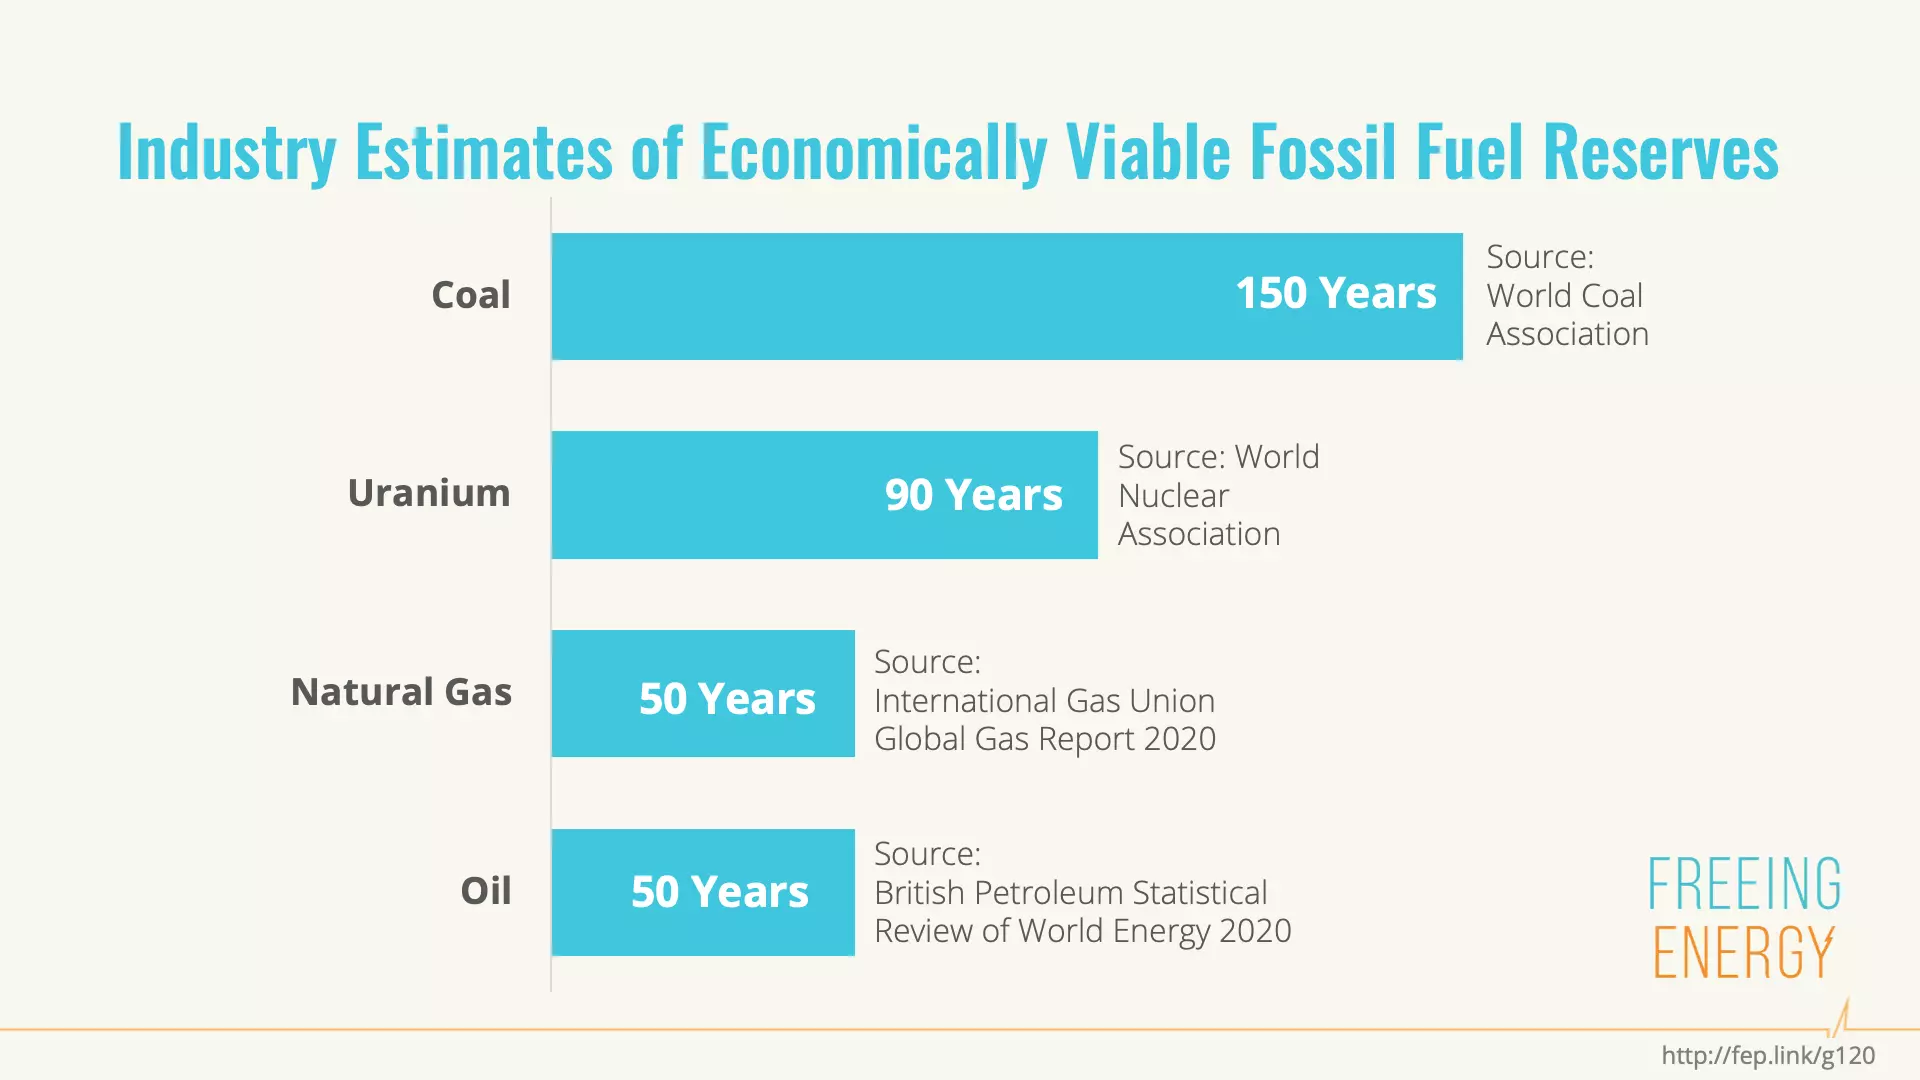 Industry Estimates of Economically Viable Fossil Fuel Reserves
Coal
150 Years
Source:
World Coal
Association
Uranium
90 Years
Source: World
Nuclear
Association
Natural Gas
50 Years
Source:
International Gas Union
Global Gas Report 2020
Oil
50 Years
Source:
British Petroleum Statistical
Review of World Energy 2020
FREEING
ENERGY
http://fep.link/g120